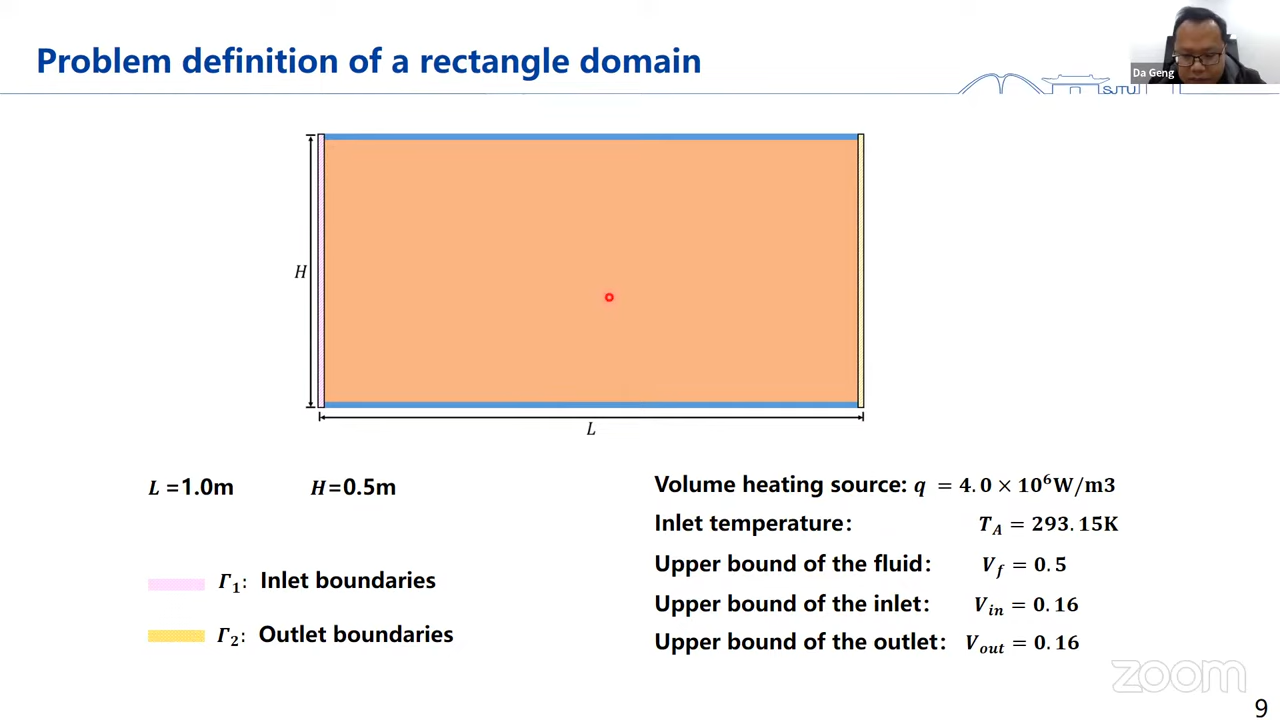 Problem definition of a rectangle domain
Da Geng
SJTU
H
L
L =1.0m
H=0.5m
Γ₁: Inlet boundaries
Γ₂: Outlet boundaries
Volume heating source: q = 4.0 × 10⁶W/m3
Inlet temperature: T_A = 293.15K
Upper bound of the fluid: V_f = 0.5
Upper bound of the inlet: V_in = 0.16
Upper bound of the outlet: V_out = 0.16
zoom
9